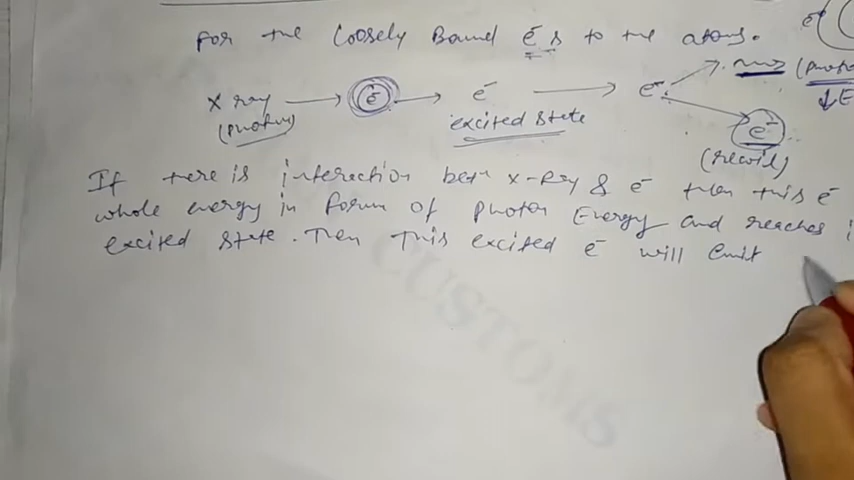 For the Loosely Bound e⁻s to the atoms.
X ray → e⁻ → e⁻ → e⁻
(Photon) excited state
e⁻
(recoil)
If there is interaction betⁿ X-Ray & e⁻ then this e⁻
whole energy in form of Photon Energy and reaches i
excited state. Then this excited e⁻ will emit
CUSTOMS